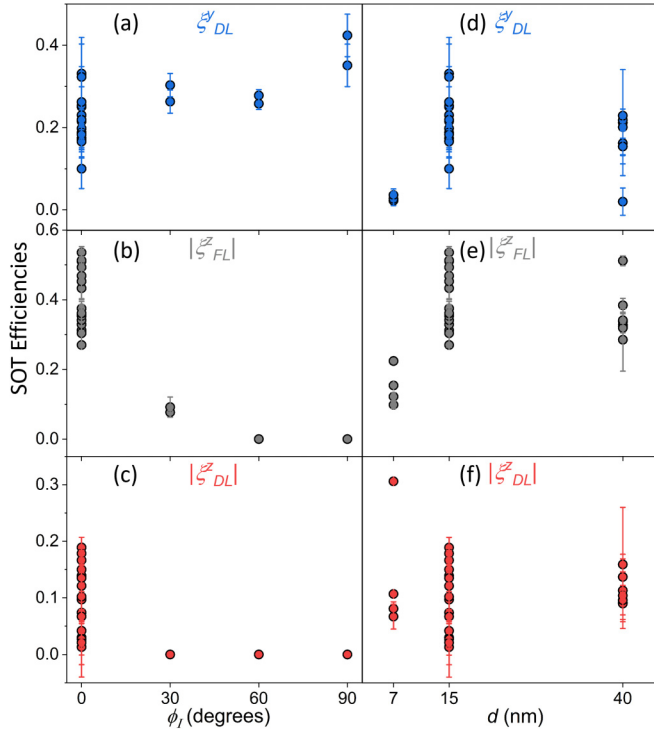 (a) ξ^y_DL
(d) ξ^y_DL
0.4
0.2
0.0
0.6
(b) |ξ^z_FL|
(e) |ξ^z_FL|
0.4
0.2
0.0
SOT Efficiencies
(c) |ξ^z_DL|
(f) |ξ^z_DL|
0.3
0.2
0.1
0.0
0 30 60 90
7 15 40
ϕ_I (degrees)
d (nm)